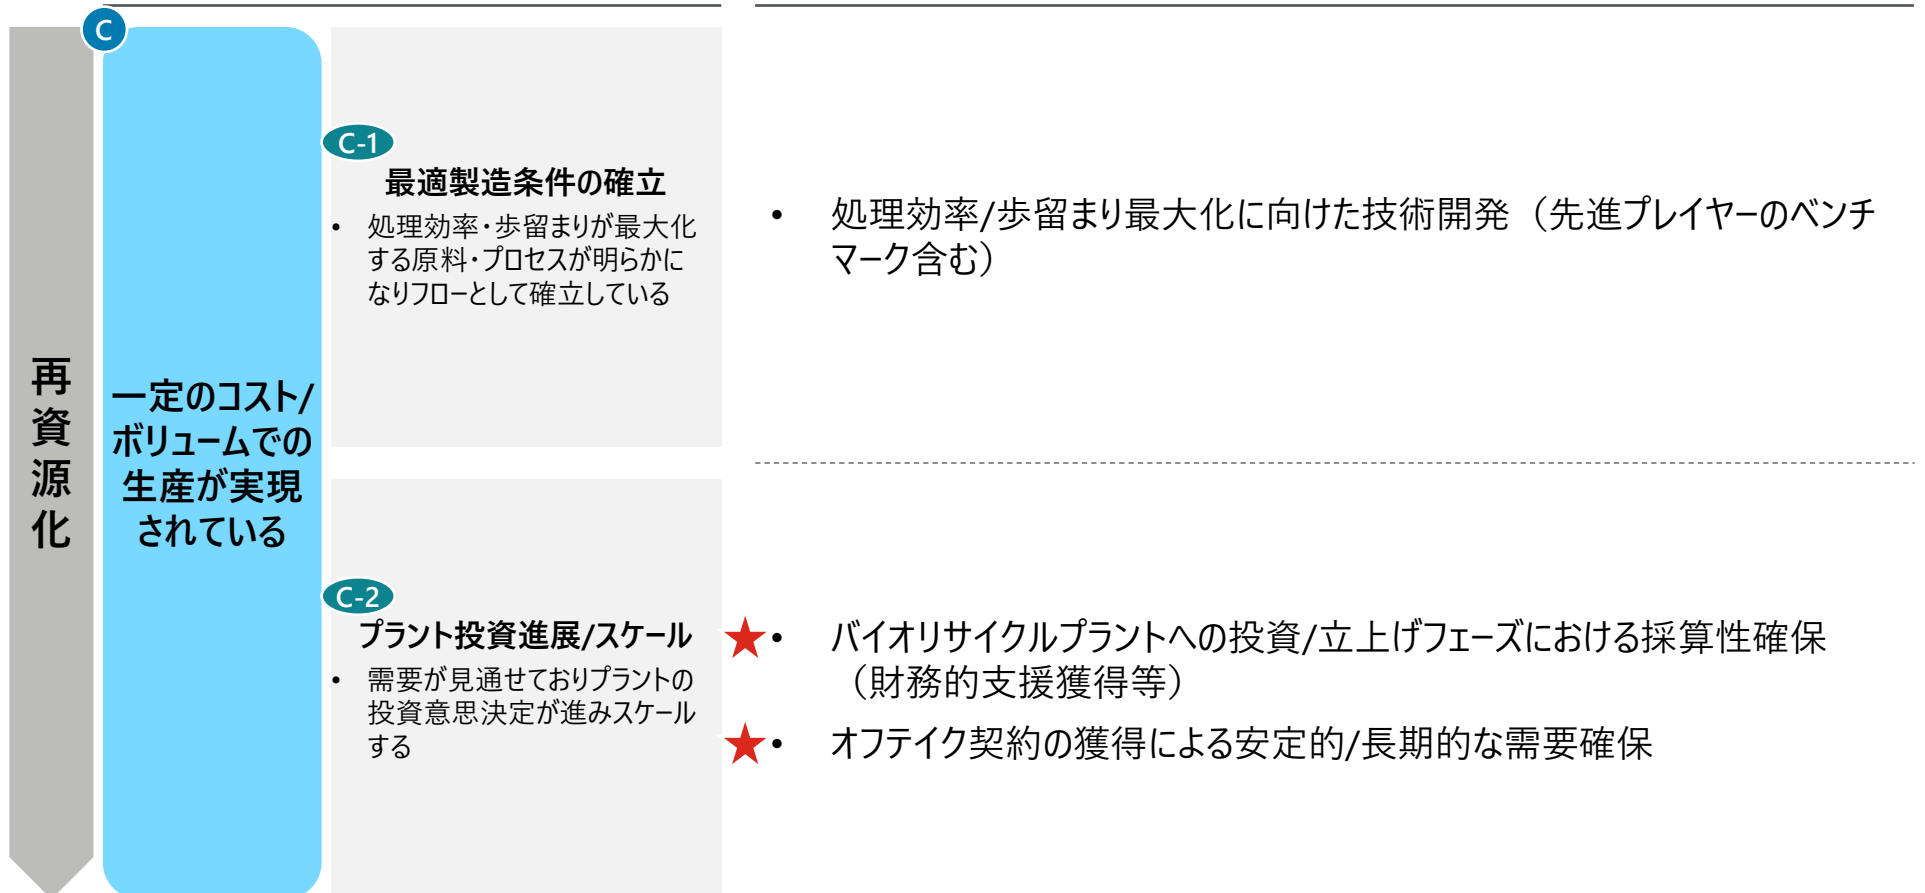 C
再資源化
一定のコスト/
ボリュームでの
生産が実現
されている
C-1
最適製造条件の確立
• 処理効率・歩留まりが最大化
する原料・プロセスが明らかに
なりフローとして確立している
• 処理効率/歩留まり最大化に向けた技術開発（先進プレイヤーのベンチ
マーク含む）
C-2
プラント投資進展/スケール
• 需要が見通せておりプラントの
投資意思決定が進みスケール
する
★• バイオリサイクルプラントへの投資/立上げフェーズにおける採算性確保
（財務的支援獲得等）
★• オフテイク契約の獲得による安定的/長期的な需要確保